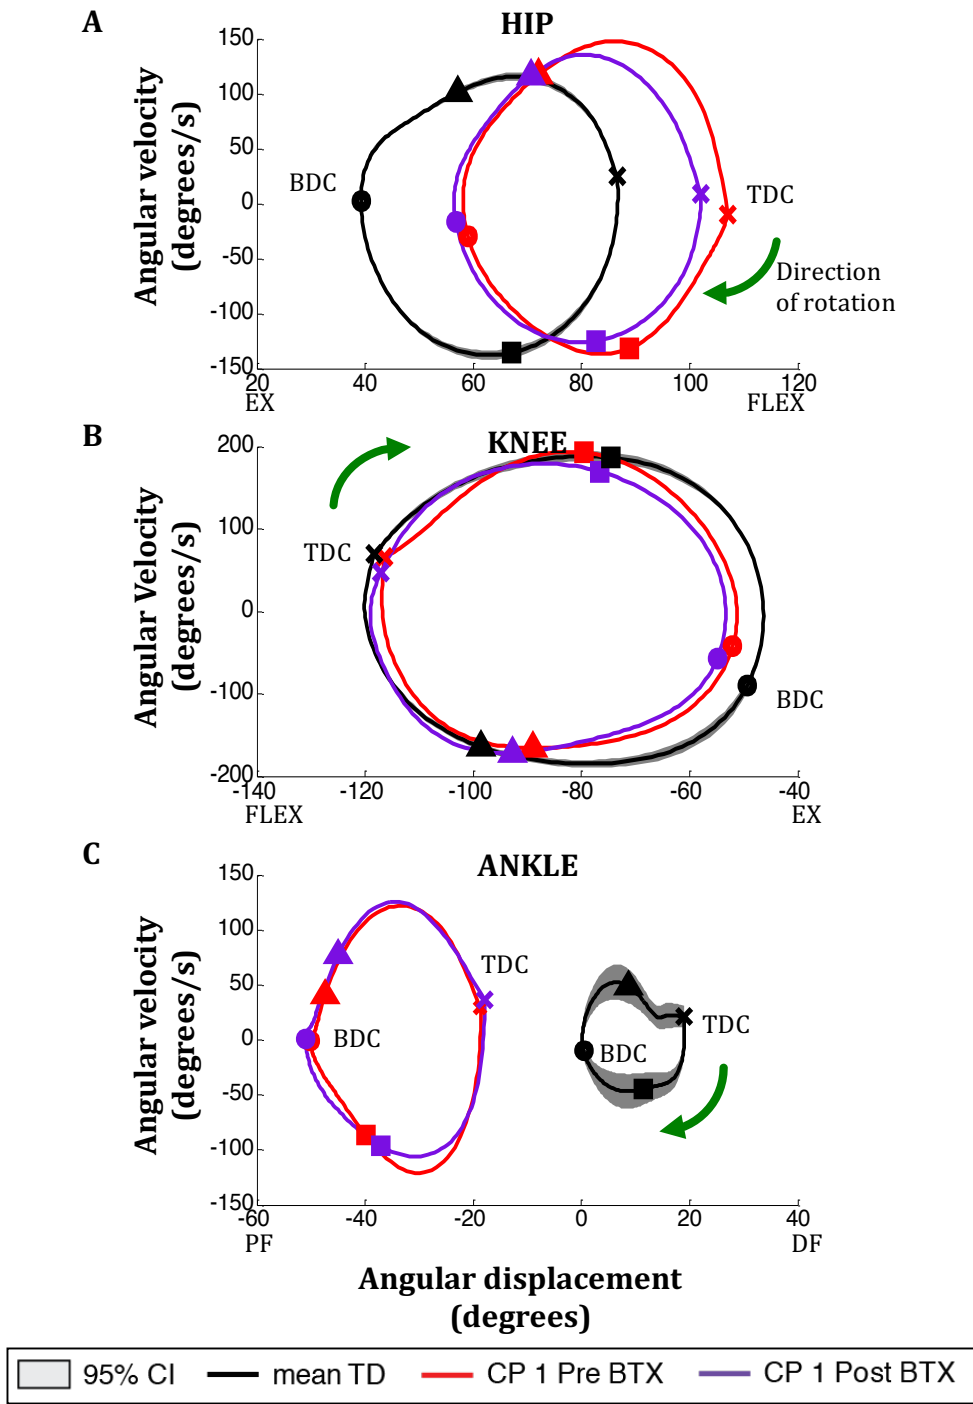 A
HIP
150
100
50
0
-50
-100
-150
Angular velocity
(degrees/s)
BDC
TDC
Direction
of rotation
20
40
60
80
100
120
EX
FLEX
B
KNEE
200
100
0
-100
-200
Angular Velocity
(degrees/s)
TDC
BDC
-140
-120
-100
-80
-60
-40
FLEX
EX
C
ANKLE
150
100
50
0
-50
-100
-150
Angular velocity
(degrees/s)
TDC
BDC
BDC
TDC
-60
-40
-20
0
20
40
PF
DF
Angular displacement
(degrees)
95% CI
mean TD
CP 1 Pre BTX
CP 1 Post BTX